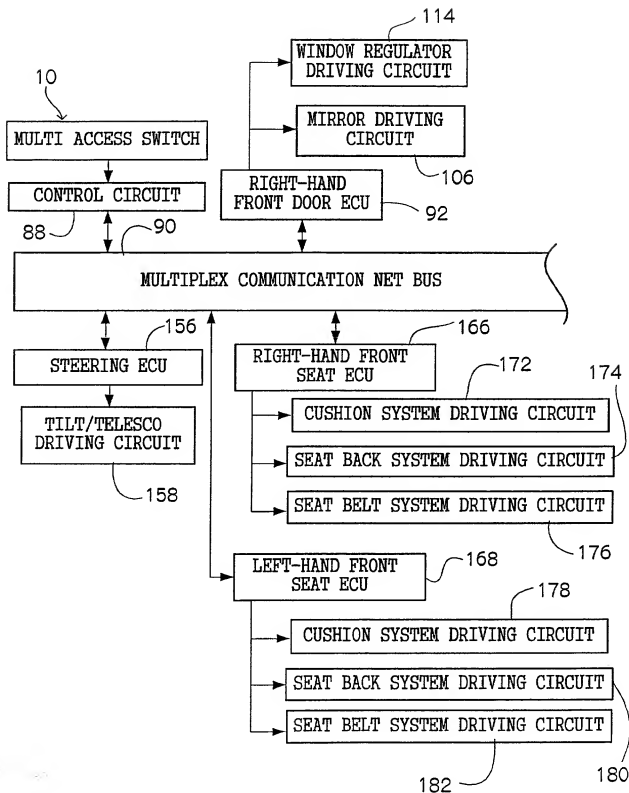 114
WINDOW REGULATOR
DRIVING CIRCUIT
10
MULTI ACCESS SWITCH
MIRROR DRIVING
CIRCUIT
106
CONTROL CIRCUIT
88
RIGHT-HAND
FRONT DOOR ECU
92
90
MULTIPLEX COMMUNICATION NET BUS
156
STEERING ECU
TILT/TELESCO
DRIVING CIRCUIT
158
166
RIGHT-HAND FRONT
SEAT ECU
172
CUSHION SYSTEM DRIVING CIRCUIT
174
SEAT BACK SYSTEM DRIVING CIRCUIT
SEAT BELT SYSTEM DRIVING CIRCUIT
176
LEFT-HAND FRONT
SEAT ECU
168
178
CUSHION SYSTEM DRIVING CIRCUIT
SEAT BACK SYSTEM DRIVING CIRCUIT
180
SEAT BELT SYSTEM DRIVING CIRCUIT
182